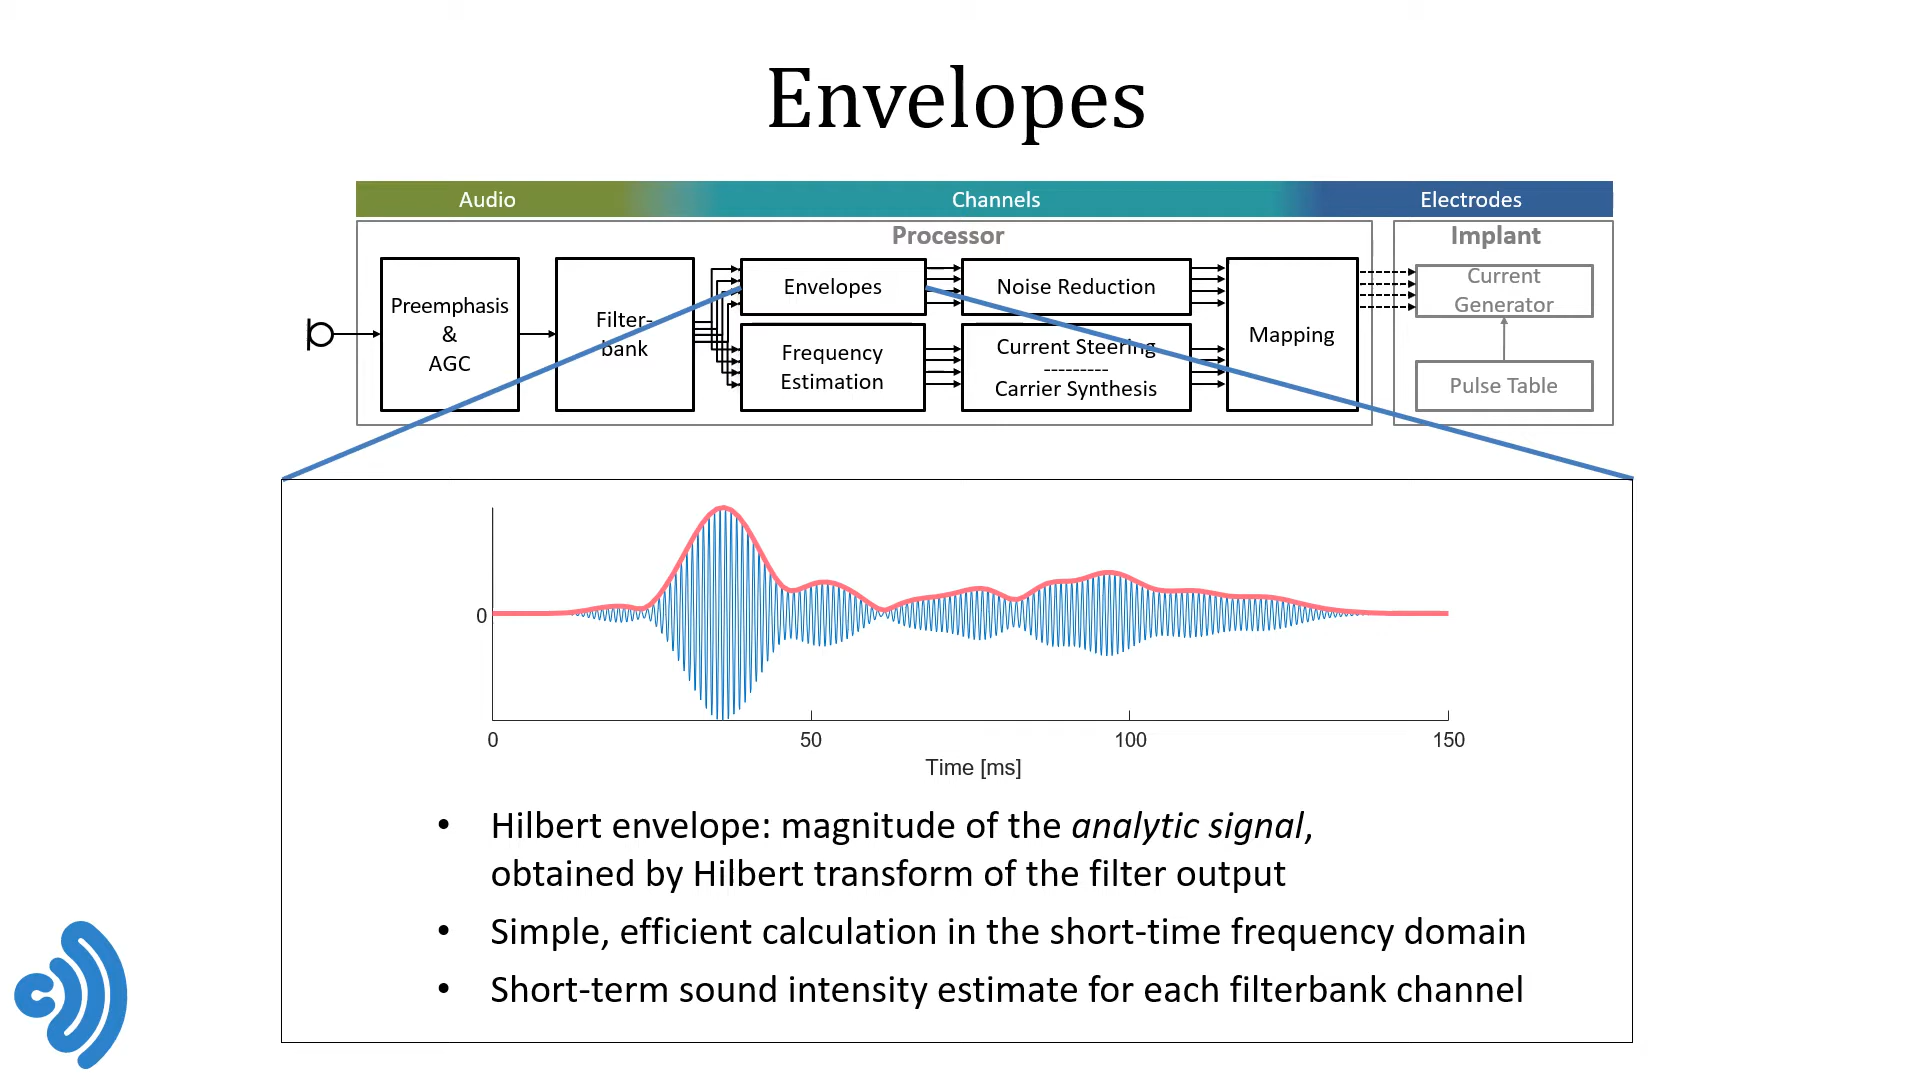 Envelopes
Audio
Channels
Electrodes
Processor
Implant
Preemphasis
&
AGC
Filter-
bank
Envelopes
Frequency
Estimation
Noise Reduction
Current Steering
---------
Carrier Synthesis
Mapping
Current
Generator
Pulse Table
0
0
50
100
150
Time [ms]
• Hilbert envelope: magnitude of the analytic signal,
obtained by Hilbert transform of the filter output
• Simple, efficient calculation in the short-time frequency domain
• Short-term sound intensity estimate for each filterbank channel